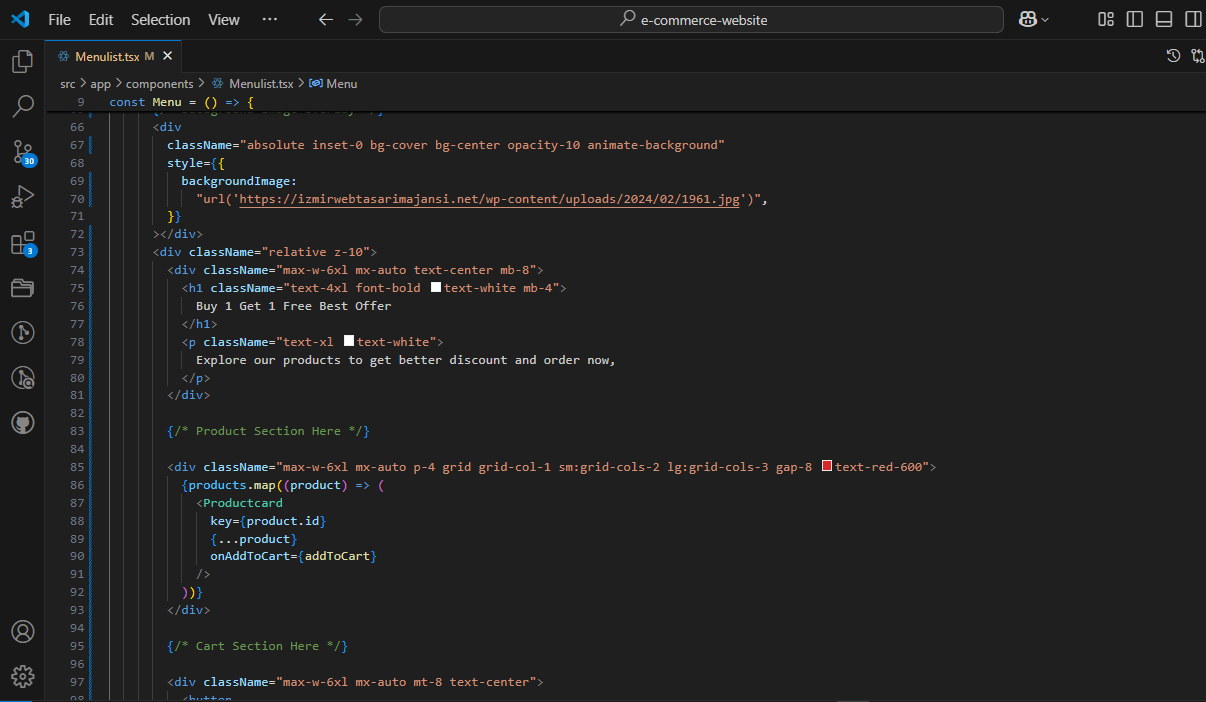 File Edit Selection View ··· e-commerce-website
Menulist.tsx M
src > app > components > Menulist.tsx > Menu
9 const Menu = () => {
66 <div
67 className="absolute inset-0 bg-cover bg-center opacity-10 animate-background"
68 style={{
69 backgroundImage:
70 "url('https://izmirwebtasarimajansi.net/wp-content/uploads/2024/02/1961.jpg')",
71 }}
72 ></div>
73 <div className="relative z-10">
74 <div className="max-w-6xl mx-auto text-center mb-8">
75 <h1 className="text-4xl font-bold text-white mb-4">
76 Buy 1 Get 1 Free Best Offer
77 </h1>
78 <p className="text-xl text-white">
79 Explore our products to get better discount and order now,
80 </p>
81 </div>
82
83 {/* Product Section Here */}
84
85 <div className="max-w-6xl mx-auto p-4 grid grid-col-1 sm:grid-cols-2 lg:grid-cols-3 gap-8 text-red-600">
86 {products.map((product) => (
87 <Productcard
88 key={product.id}
89 {...product}
90 onAddToCart={addToCart}
91 />
92 ))}
93 </div>
94
95 {/* Cart Section Here */}
96
97 <div className="max-w-6xl mx-auto mt-8 text-center">
98 <button
30
3